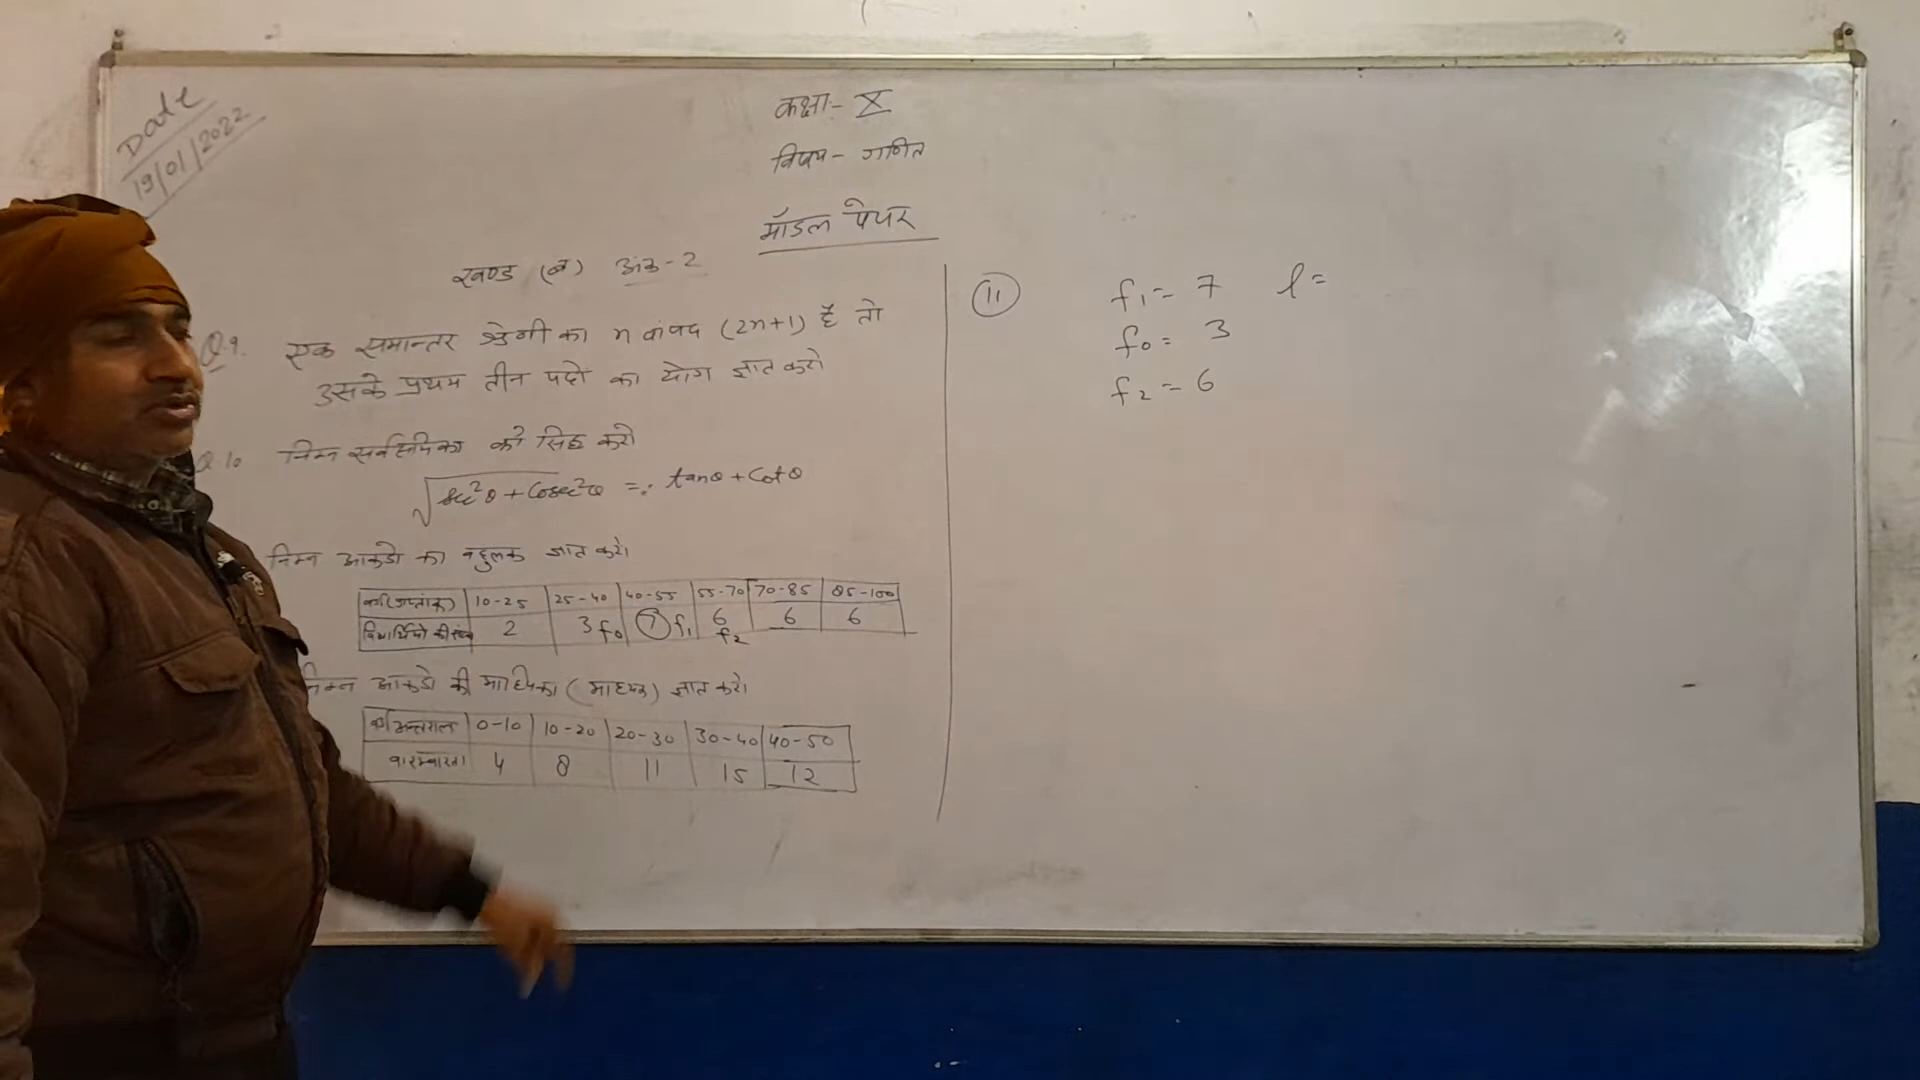 Date
19/01/2022
कक्षा:- X
विषय - गणित
मॉडल पेपर
खण्ड (ब) अंक - 2
Q.9. एक समान्तर श्रेणी का n वां पद (2n+1) है तो
उसके प्रथम तीन पदो का योग ज्ञात करो
Q.10 निम्न सर्वसमिका को सिद्ध करो
√sec²θ + Cosec²θ = tanθ + Cotθ
निम्न आकडो का बहुलक ज्ञात करो।
वर्ग(प्राप्तांक) 10-25 25-40 40-55 55-70 70-85 85-100
विद्यार्थियो की संख्या 2 3 f₀ 7 f₁ 6 f₂ 6 6
निम्न आकडो की माध्यिका (माध्यक) ज्ञात करो।
वर्ग अन्तराल 0-10 10-20 20-30 30-40 40-50
बारम्बारता 4 8 11 15 12
11 f₁ = 7 l =
f₀ = 3
f₂ = 6